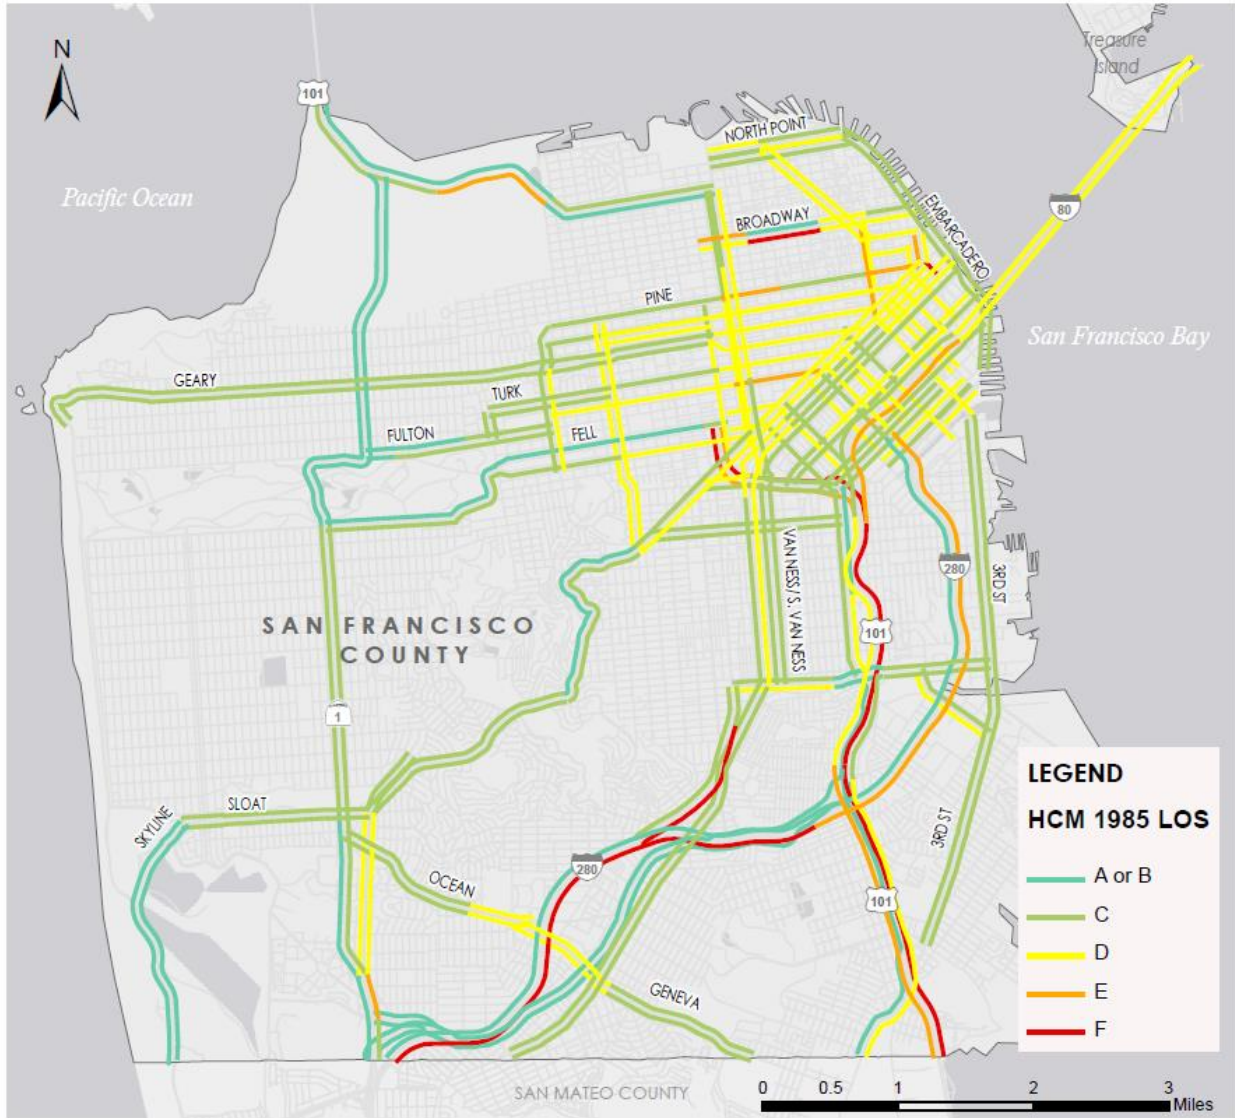 N
Treasure
Island
101
NORTH POINT
Pacific Ocean
EMBARCADERO
80
BROADWAY
PINE
San Francisco Bay
GEARY
TURK
FULTON
FELL
VAN NESS/S. VAN NESS
280
3RD ST
SAN FRANCISCO
COUNTY
101
1
SKYLINE
SLOAT
3RD ST
280
OCEAN
101
GENEVA
SAN MATEO COUNTY
LEGEND
HCM 1985 LOS
A or B
C
D
E
F
0 0.5 1 2 3
Miles